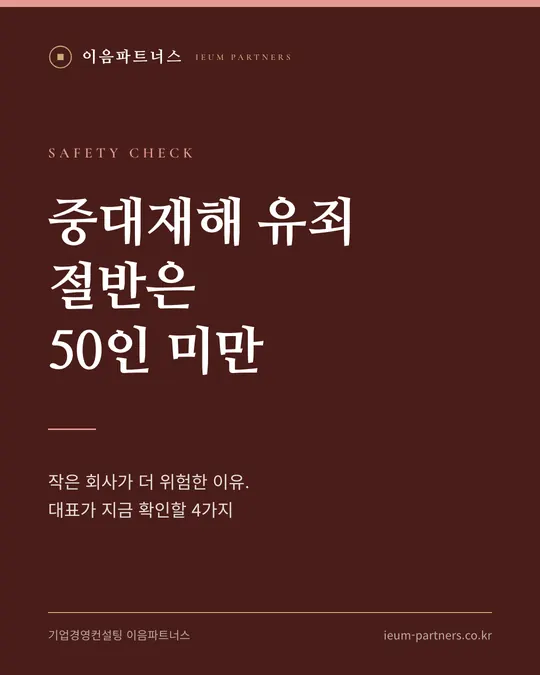 이음파트너스 IEUM PARTNERS
SAFETY CHECK
중대재해 유죄
절반은
50인 미만
작은 회사가 더 위험한 이유.
대표가 지금 확인할 4가지
기업경영컨설팅 이음파트너스
ieum-partners.co.kr